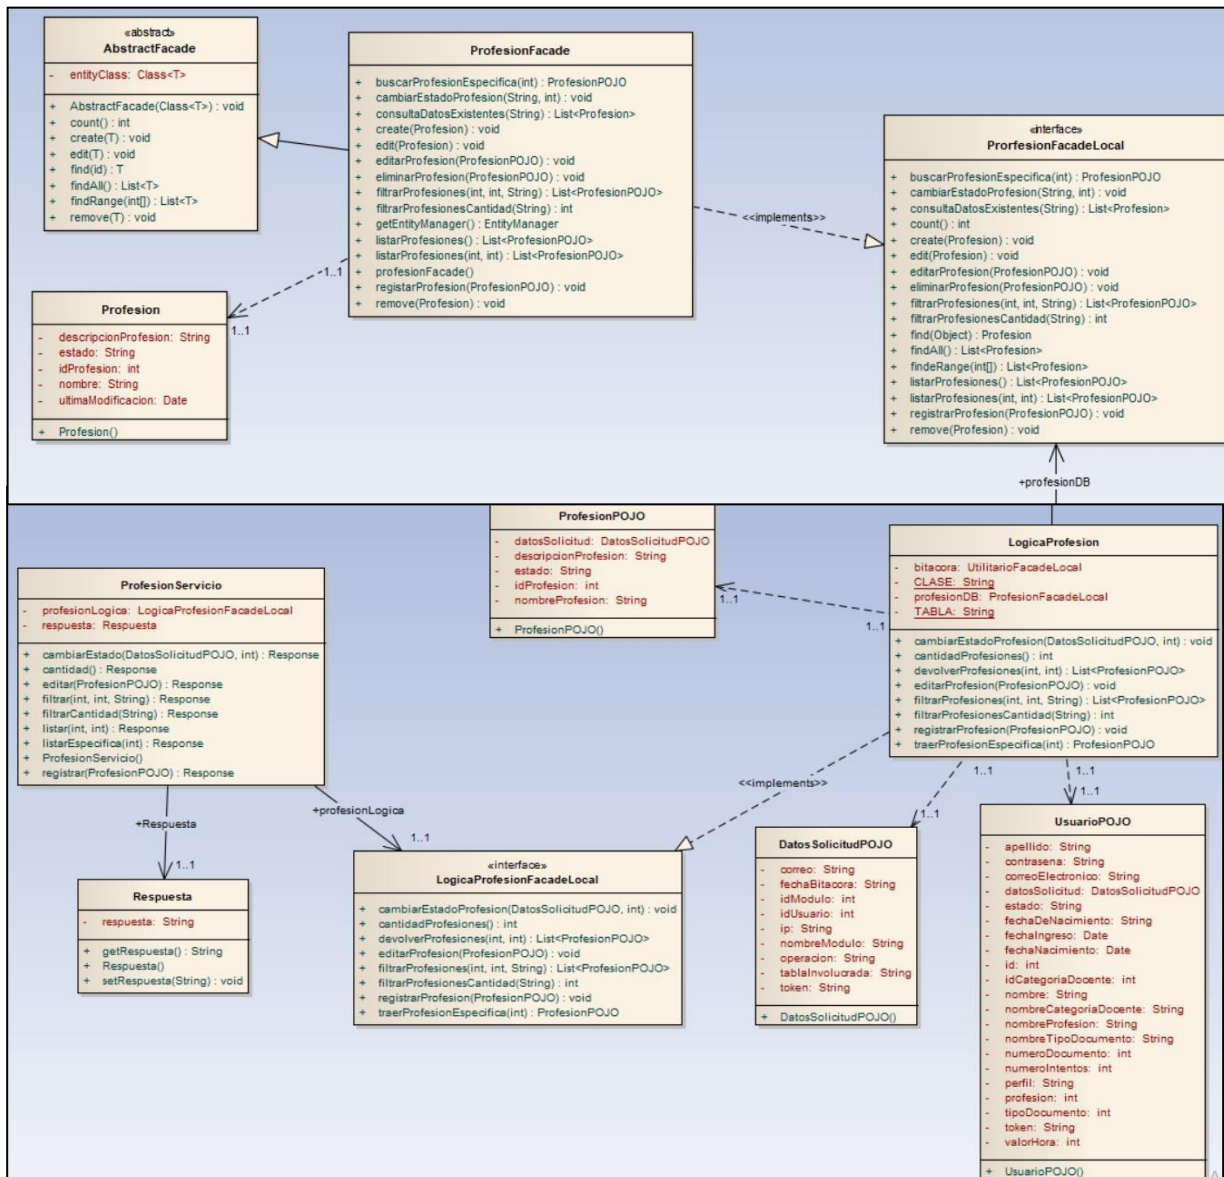 «abstract»
AbstractFacade
- entityClass: Class<T>
+ AbstractFacade(Class<T>) : void
+ count() : int
+ create(T) : void
+ edit(T) : void
+ find(id) : T
+ findAll() : List<T>
+ findRange(int[]) : List<T>
+ remove(T) : void
ProfesionFacade
+ buscarProfesionEspecifica(int) : ProfesionPOJO
+ cambiarEstadoProfesion(String, int) : void
+ consultaDatosExistentes(String) : List<Profesion>
+ create(Profesion) : void
+ edit(Profesion) : void
+ editarProfesion(ProfesionPOJO) : void
+ eliminarProfesion(ProfesionPOJO) : void
+ filtrarProfesiones(int, int, String) : List<ProfesionPOJO>
+ filtrarProfesionesCantidad(String) : int
+ getEntityManager() : EntityManager
+ listarProfesiones() : List<ProfesionPOJO>
+ listarProfesiones(int, int) : List<ProfesionPOJO>
+ profesionFacade()
+ registarProfesion(ProfesionPOJO) : void
+ remove(Profesion) : void
«interface»
ProrfesionFacadeLocal
+ buscarProfesionEspecifica(int) : ProfesionPOJO
+ cambiarEstadoProfesion(String, int) : void
+ consultaDatosExistentes(String) : List<Profesion>
+ count() : int
+ create(Profesion) : void
+ edit(Profesion) : void
+ editarProfesion(ProfesionPOJO) : void
+ eliminarProfesion(ProfesionPOJO) : void
+ filtrarProfesiones(int, int, String) : List<ProfesionPOJO>
+ filtrarProfesionesCantidad(String) : int
+ find(Object) : Profesion
+ findAll() : List<Profesion>
+ findeRange(int[]) : List<Profesion>
+ listarProfesiones() : List<ProfesionPOJO>
+ listarProfesiones(int, int) : List<ProfesionPOJO>
+ registrarProfesion(ProfesionPOJO) : void
+ remove(Profesion) : void
<<implements>>
1..1
1..1
Profesion
- descripcionProfesion: String
- estado: String
- idProfesion: int
- nombre: String
- ultimaModificacion: Date
+ Profesion()
+profesionDB
ProfesionPOJO
- datosSolicitud: DatosSolicitudPOJO
- descripcionProfesion: String
- estado: String
- idProfesion: int
- nombreProfesion: String
+ ProfesionPOJO()
1..1
1..1
LogicaProfesion
- bitacora: UtilitarioFacadeLocal
- CLASE: String
- profesionDB: ProfesionFacadeLocal
- TABLA: String
+ cambiarEstadoProfesion(DatosSolicitudPOJO, int) : void
+ cantidadProfesiones() : int
+ devolverProfesiones(int, int) : List<ProfesionPOJO>
+ editarProfesion(ProfesionPOJO) : void
+ filtrarProfesiones(int, int, String) : List<ProfesionPOJO>
+ filtrarProfesionesCantidad(String) : int
+ registrarProfesion(ProfesionPOJO) : void
+ traerProfesionEspecifica(int) : ProfesionPOJO
ProfesionServicio
- profesionLogica: LogicaProfesionFacadeLocal
- respuesta: Respuesta
+ cambiarEstado(DatosSolicitudPOJO, int) : Response
+ cantidad() : Response
+ editar(ProfesionPOJO) : Response
+ filtrar(int, int, String) : Response
+ filtrarCantidad(String) : Response
+ listar(int, int) : Response
+ listarEspecifica(int) : Response
+ ProfesionServicio()
+ registrar(ProfesionPOJO) : Response
<<implements>>
1..1
1..1
1..1
1..1
+profesionLogica
1..1
+Respuesta
1..1
Respuesta
- respuesta: String
+ getRespuesta() : String
+ Respuesta()
+ setRespuesta(String) : void
«interface»
LogicaProfesionFacadeLocal
+ cambiarEstadoProfesion(DatosSolicitudPOJO, int) : void
+ cantidadProfesiones() : int
+ devolverProfesiones(int, int) : List<ProfesionPOJO>
+ editarProfesion(ProfesionPOJO) : void
+ filtrarProfesiones(int, int, String) : List<ProfesionPOJO>
+ filtrarProfesionesCantidad(String) : int
+ registrarProfesion(ProfesionPOJO) : void
+ traerProfesionEspecifica(int) : ProfesionPOJO
DatosSolicitudPOJO
- correo: String
- fechaBitacora: String
- idModulo: int
- idUsuario: int
- ip: String
- nombreModulo: String
- operacion: String
- tablaInvolucrada: String
- token: String
+ DatosSolicitudPOJO()
UsuarioPOJO
- apellido: String
- contrasena: String
- correoElectronico: String
- datosSolicitud: DatosSolicitudPOJO
- estado: String
- fechaDeNacimiento: String
- fechaIngreso: Date
- fechaNacimiento: Date
- id: int
- idCategoriaDocente: int
- nombre: String
- nombreCategoriaDocente: String
- nombreProfesion: String
- nombreTipoDocumento: String
- numeroDocumento: int
- numeroIntentos: int
- perfil: String
- profesion: int
- tipoDocumento: int
- token: String
- valorHora: int
+ UsuarioPOJO()